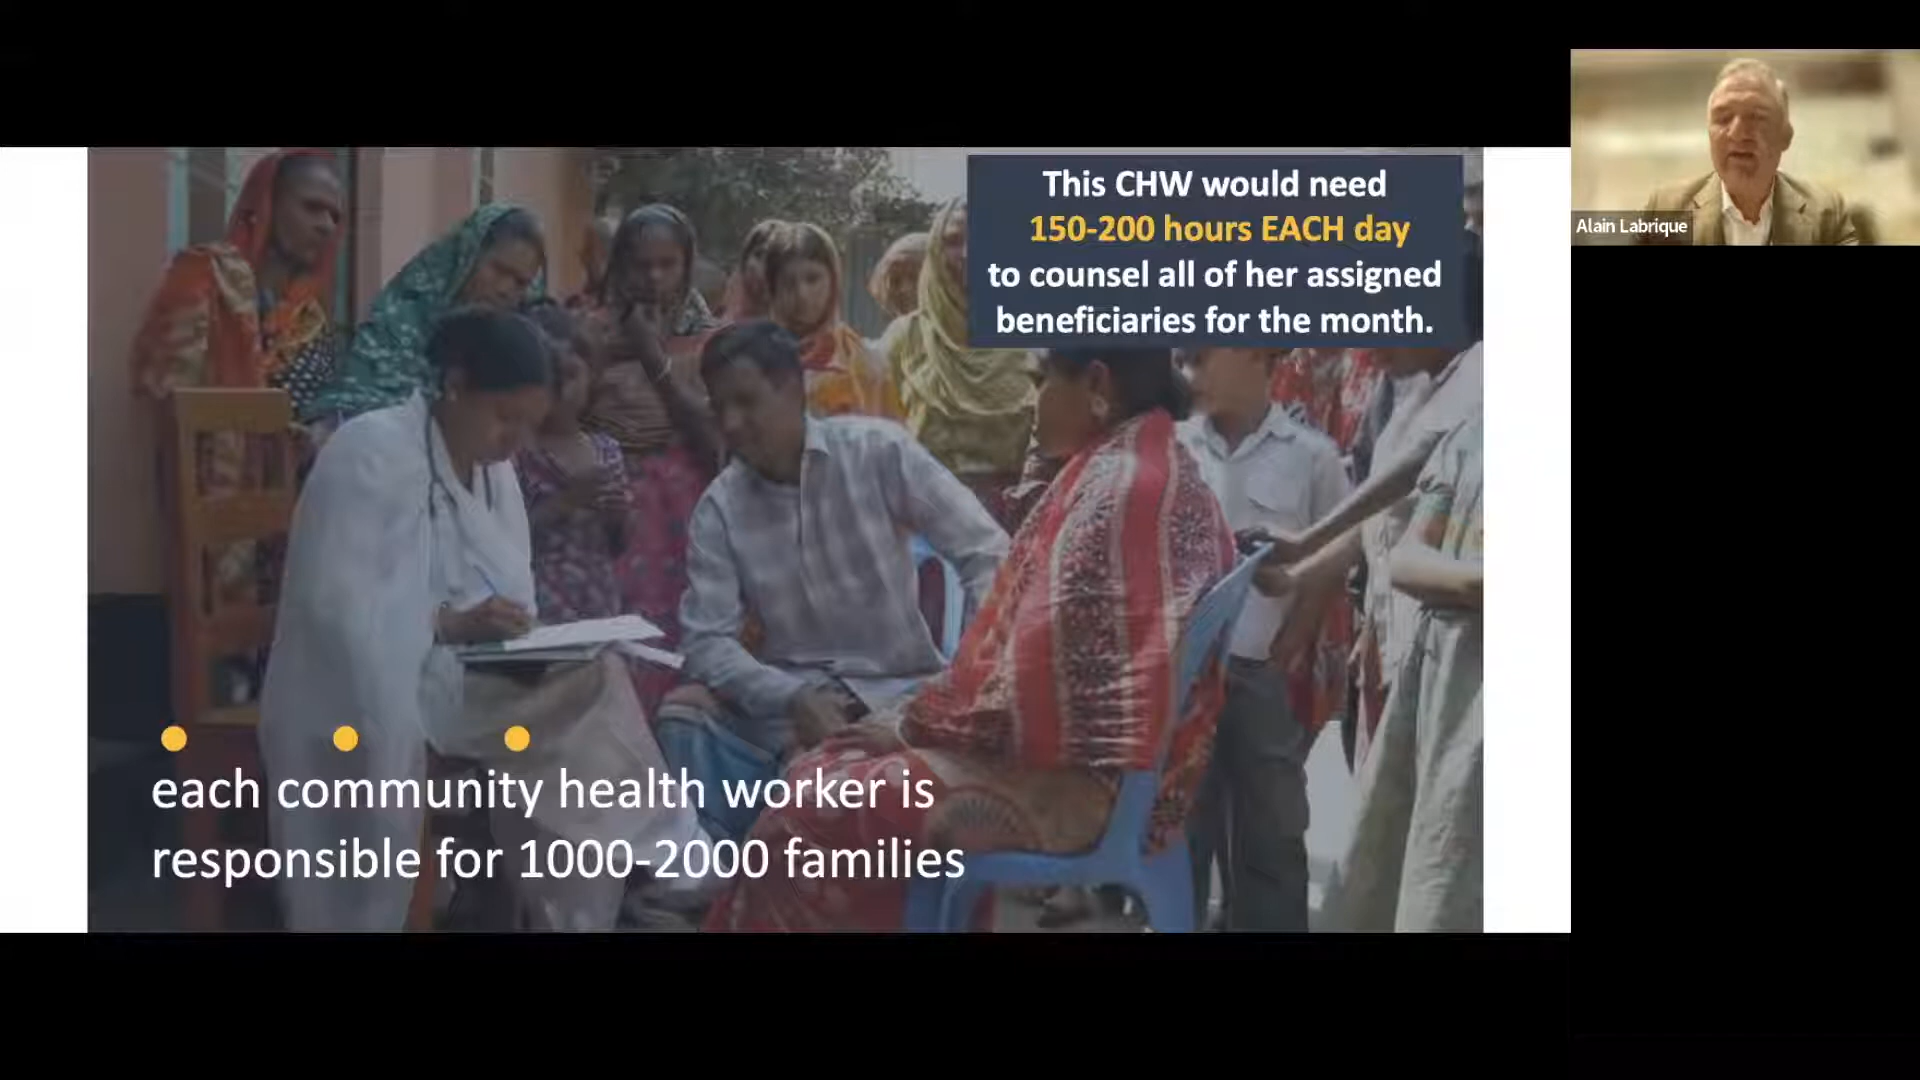 This CHW would need
150-200 hours EACH day
to counsel all of her assigned
beneficiaries for the month.
Alain Labrique
each community health worker is
responsible for 1000-2000 families